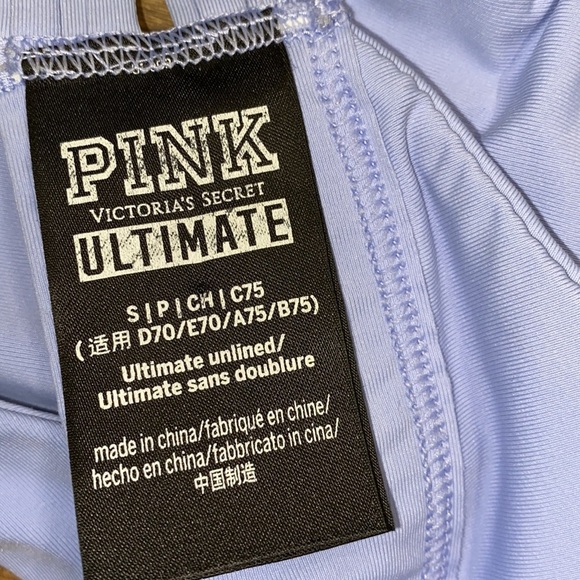 PINK
VICTORIA'S SECRET
ULTIMATE
S|P|CH|C75
(适用 D70/E70/A75/B75)
Ultimate unlined/
Ultimate sans doublure
made in china/fabriqué en chine/
hecho en china/fabbricato in cina/
中国制造